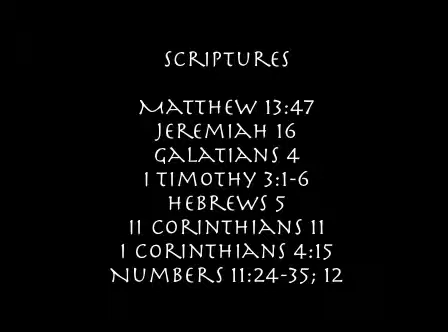 SCRIPTURES
MATTHEW 13:47
JEREMIAH 16
GALATIANS 4
I TIMOTHY 3:1-6
HEBREWS 5
II CORINTHIANS 11
I CORINTHIANS 4:15
NUMBERS 11:24-35; 12